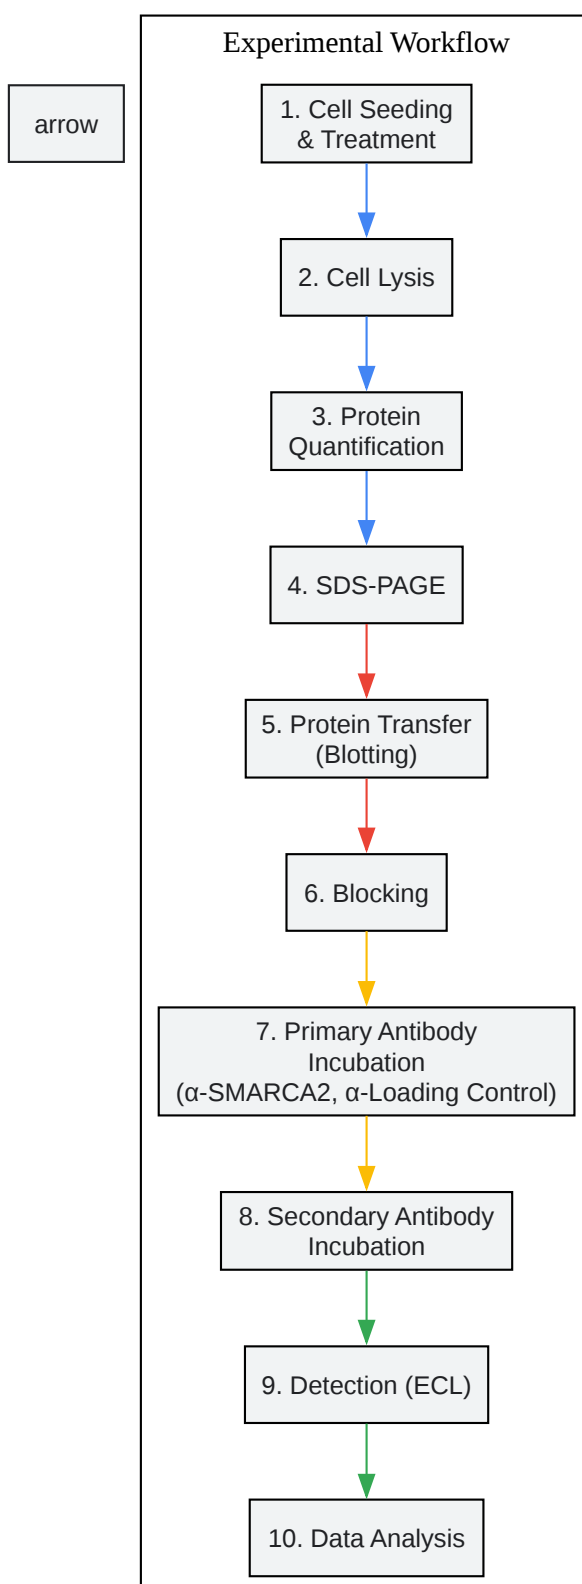 Experimental Workflow
arrow
1. Cell Seeding
& Treatment
2. Cell Lysis
3. Protein
Quantification
4. SDS-PAGE
5. Protein Transfer
(Blotting)
6. Blocking
7. Primary Antibody
Incubation
(α-SMARCA2, α-Loading Control)
8. Secondary Antibody
Incubation
9. Detection (ECL)
10. Data Analysis